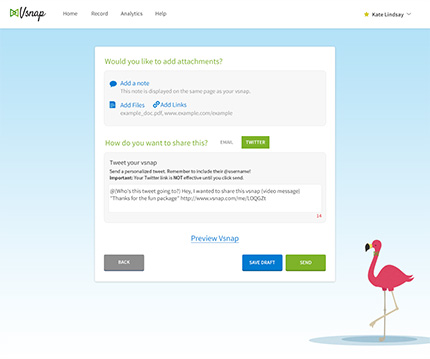 Vsnap
Home Record Analytics Help
Kate Lindsay
Would you like to add attachments?
Add a note
This note is displayed on the same page as your vsnap.
Add Files Add Links
example_doc.pdf, www.example.com/example
How do you want to share this? EMAIL TWITTER
Tweet your vsnap
Send a personalized tweet. Remember to include their @username!
Important: Your Twitter link is NOT effective until you click send.
@(Who's this tweet going to?) Hey, I wanted to share this vsnap (video message)
"Thanks for the fun package" http://www.vsnap.com/me/LOQGZt
14
Preview Vsnap
BACK SAVE DRAFT SEND